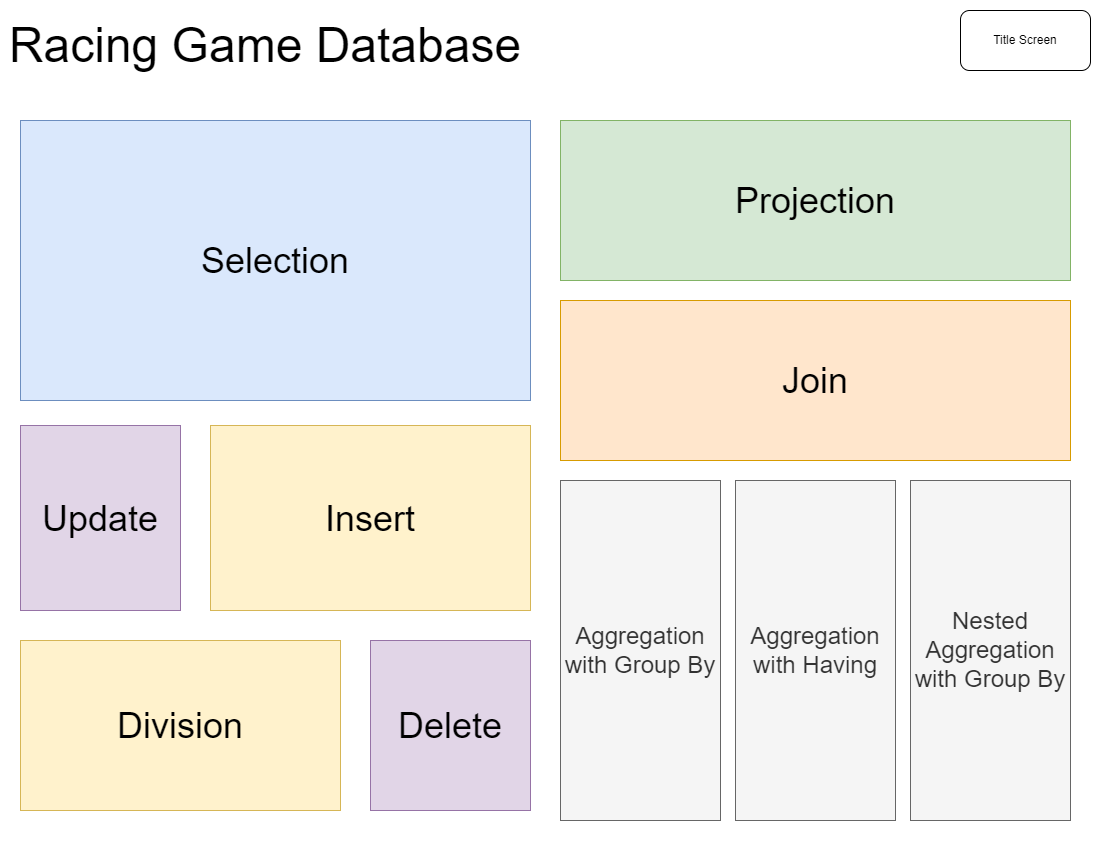 Racing Game Database
Title Screen
Selection
Projection
Join
Update
Insert
Division
Delete
Aggregation
with Group By
Aggregation
with Having
Nested
Aggregation
with Group By